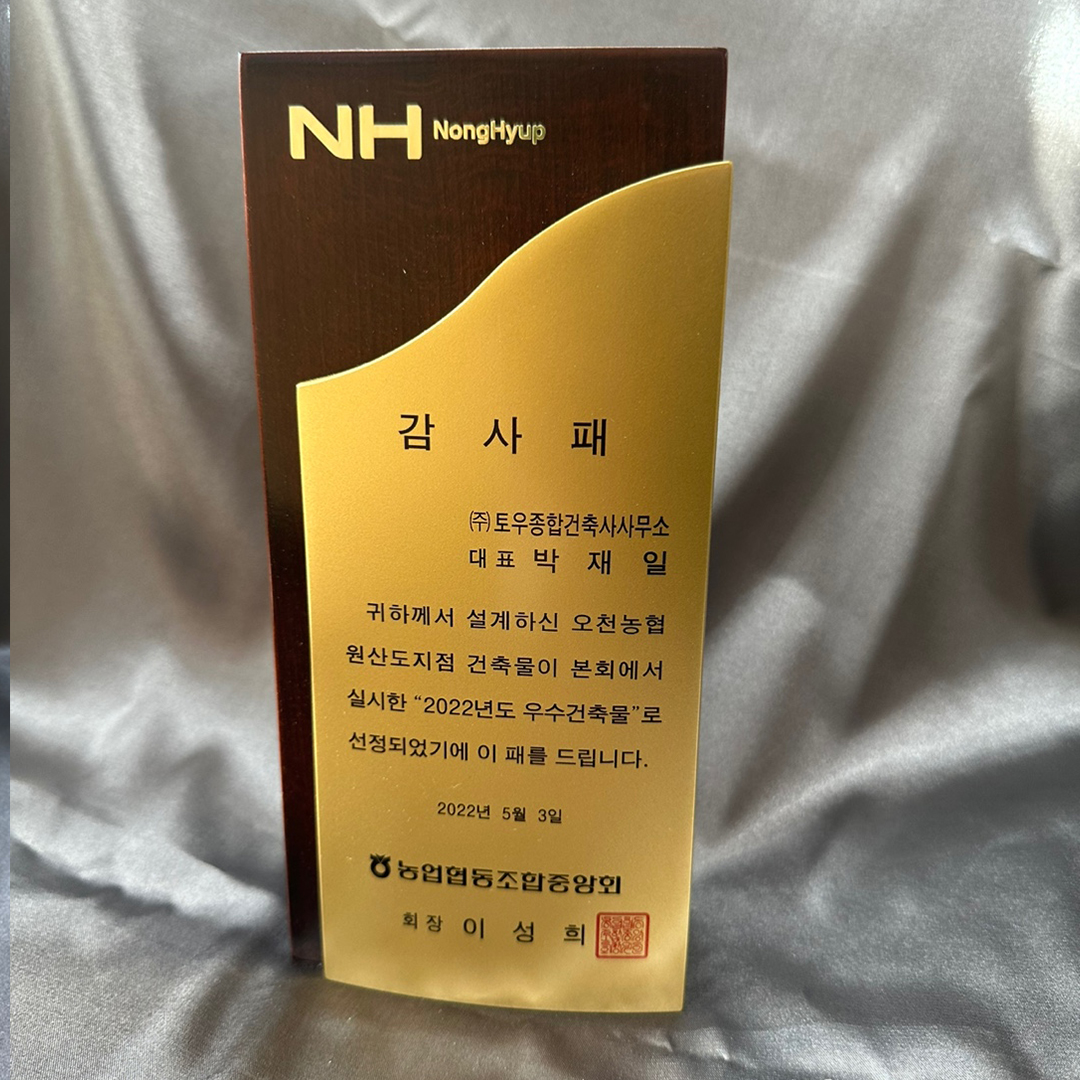 NH NongHyup
감 사 패
㈜토우종합건축사사무소
대표 박 재 일
귀하께서 설계하신 오천농협
원산도지점 건축물이 본회에서
실시한 “2022년도 우수건축물”로
선정되었기에 이 패를 드립니다.
2022년 5월 3일
농업협동조합중앙회
회장 이 성 희